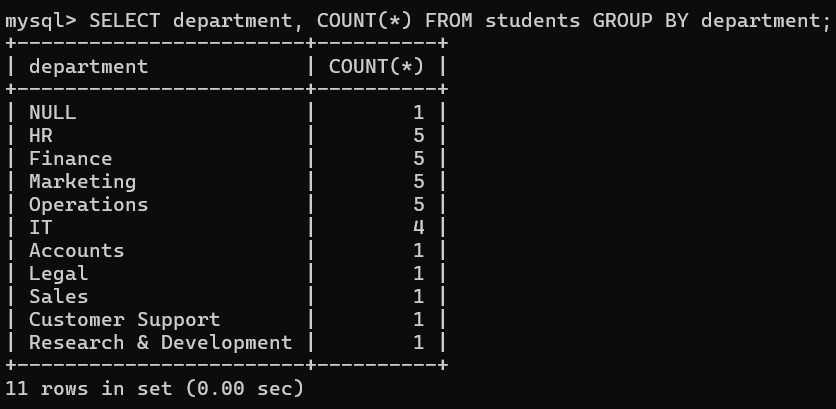 mysql> SELECT department, COUNT(*) FROM students GROUP BY department;
+------------------------+----------+
| department             | COUNT(*) |
+------------------------+----------+
| NULL                   |        1 |
| HR                     |        5 |
| Finance                |        5 |
| Marketing              |        5 |
| Operations             |        5 |
| IT                     |        4 |
| Accounts               |        1 |
| Legal                  |        1 |
| Sales                  |        1 |
| Customer Support       |        1 |
| Research & Development |        1 |
+------------------------+----------+
11 rows in set (0.00 sec)